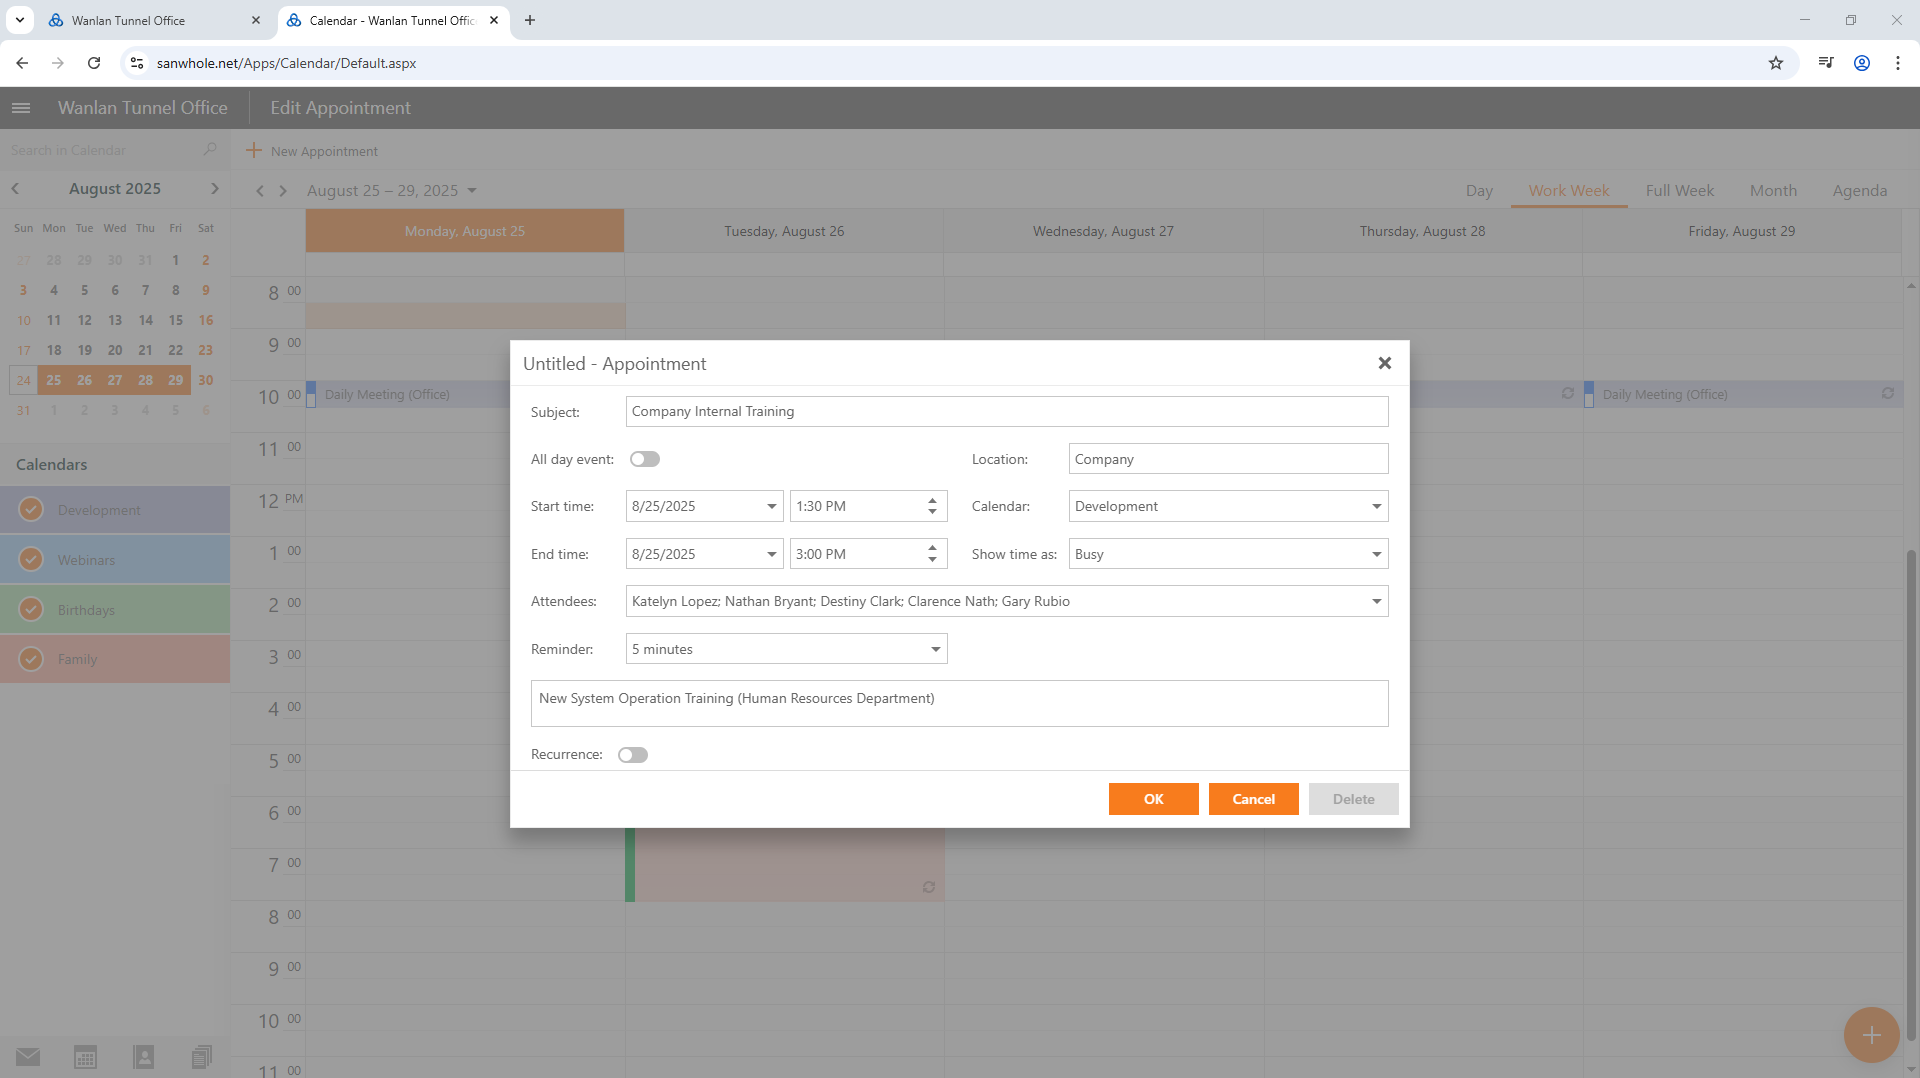 Wanlan Tunnel Office
Calendar - Wanlan Tunnel Offic
sanwhole.net/Apps/Calendar/Default.aspx
Wanlan Tunnel Office
Edit Appointment
Search in Calendar
New Appointment
August 2025
August 25 – 29, 2025
Day
Work Week
Full Week
Month
Agenda
Sun Mon Tue Wed Thu Fri Sat
27 28 29 30 31 1 2
3 4 5 6 7 8 9
10 11 12 13 14 15 16
17 18 19 20 21 22 23
24 25 26 27 28 29 30
31 1 2 3 4 5 6
Monday, August 25
Tuesday, August 26
Wednesday, August 27
Thursday, August 28
Friday, August 29
Calendars
Development
Webinars
Birthdays
Family
8 00
9 00
10 00
Daily Meeting (Office)
Daily Meeting (Office)
11 00
12 PM
1 00
2 00
3 00
4 00
5 00
6 00
7 00
8 00
9 00
10 00
11 00
Untitled - Appointment
Subject: Company Internal Training
All day event:
Location: Company
Start time: 8/25/2025 1:30 PM
Calendar: Development
End time: 8/25/2025 3:00 PM
Show time as: Busy
Attendees: Katelyn Lopez; Nathan Bryant; Destiny Clark; Clarence Nath; Gary Rubio
Reminder: 5 minutes
New System Operation Training (Human Resources Department)
Recurrence:
OK
Cancel
Delete